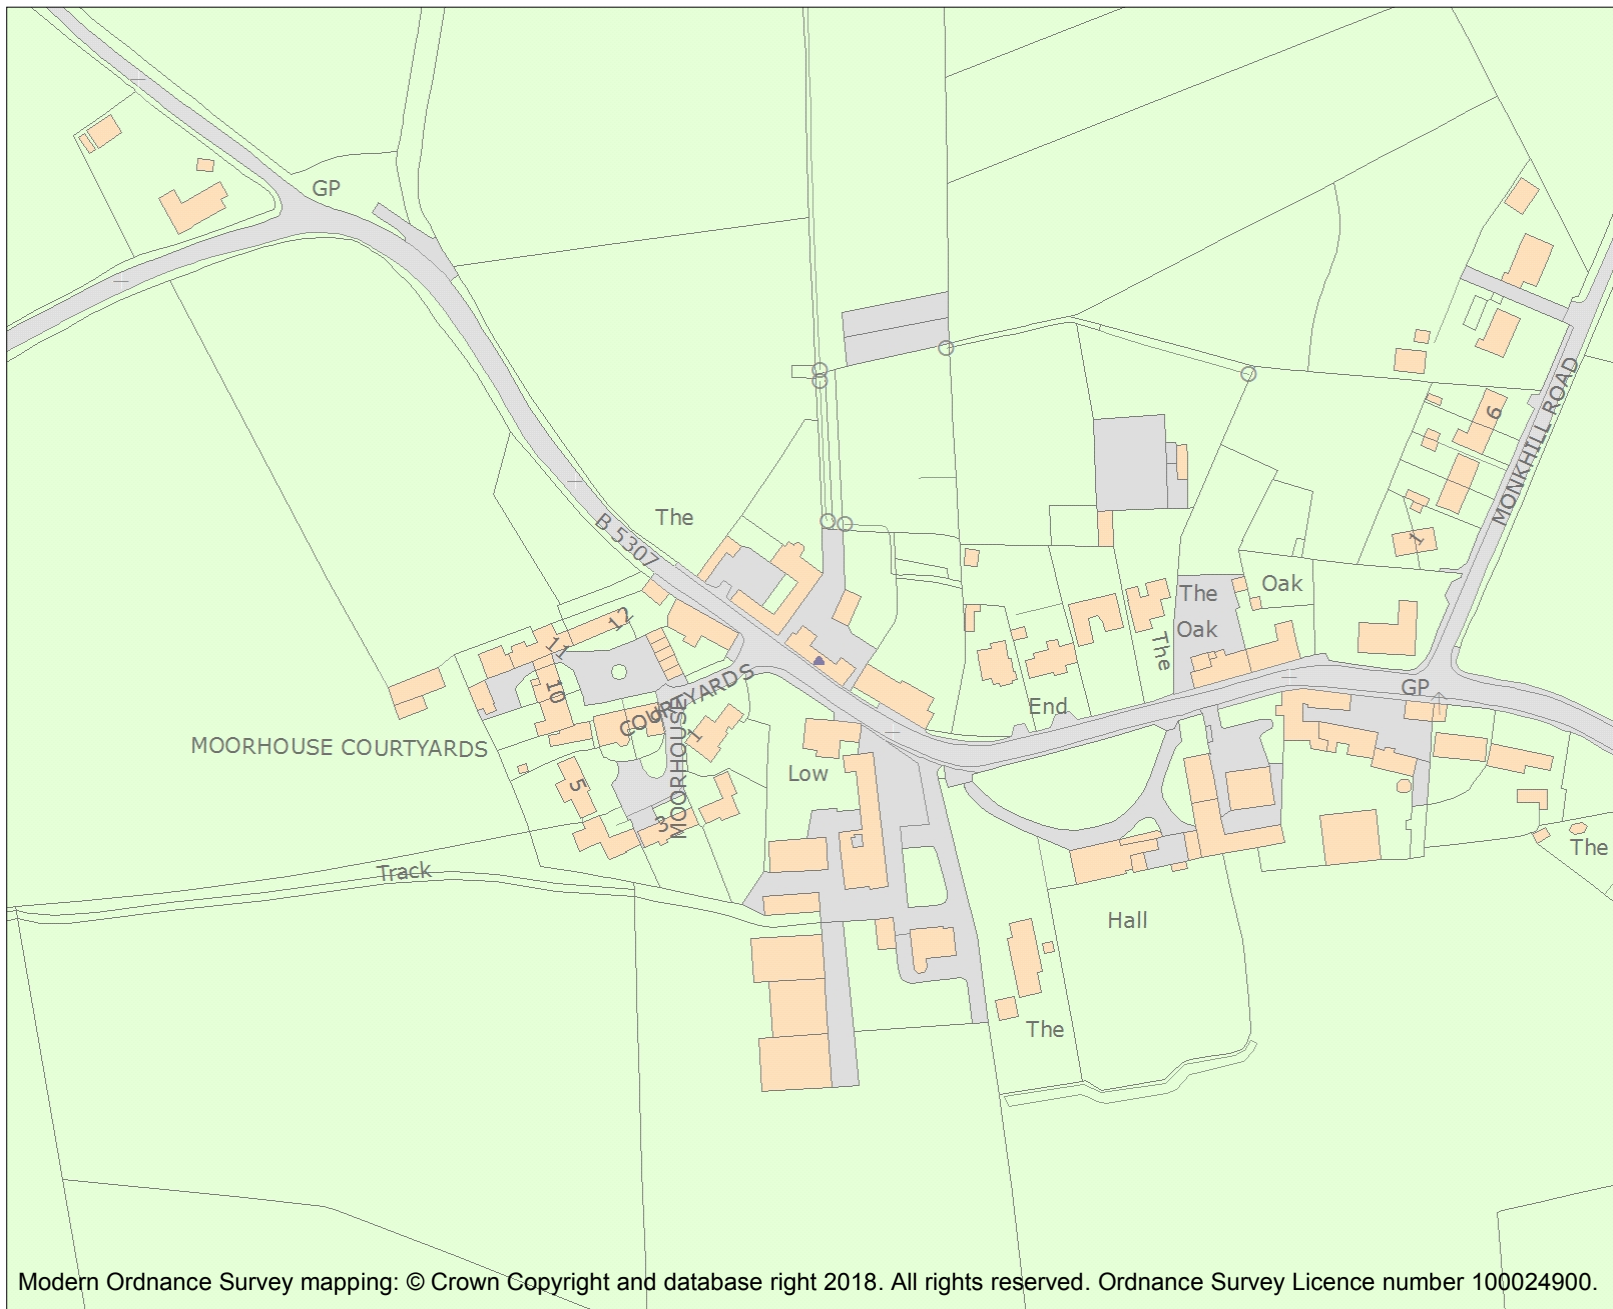 GP
MONKHILL ROAD
6
The
B 5307
1
The
Oak
Oak
12
The
11
10
COURTYARDS
GP
End
MOORHOUSE
1
MOORHOUSE COURTYARDS
Low
5
3
The
Track
Hall
The
Modern Ordnance Survey mapping: © Crown Copyright and database right 2018. All rights reserved. Ordnance Survey Licence number 100024900.